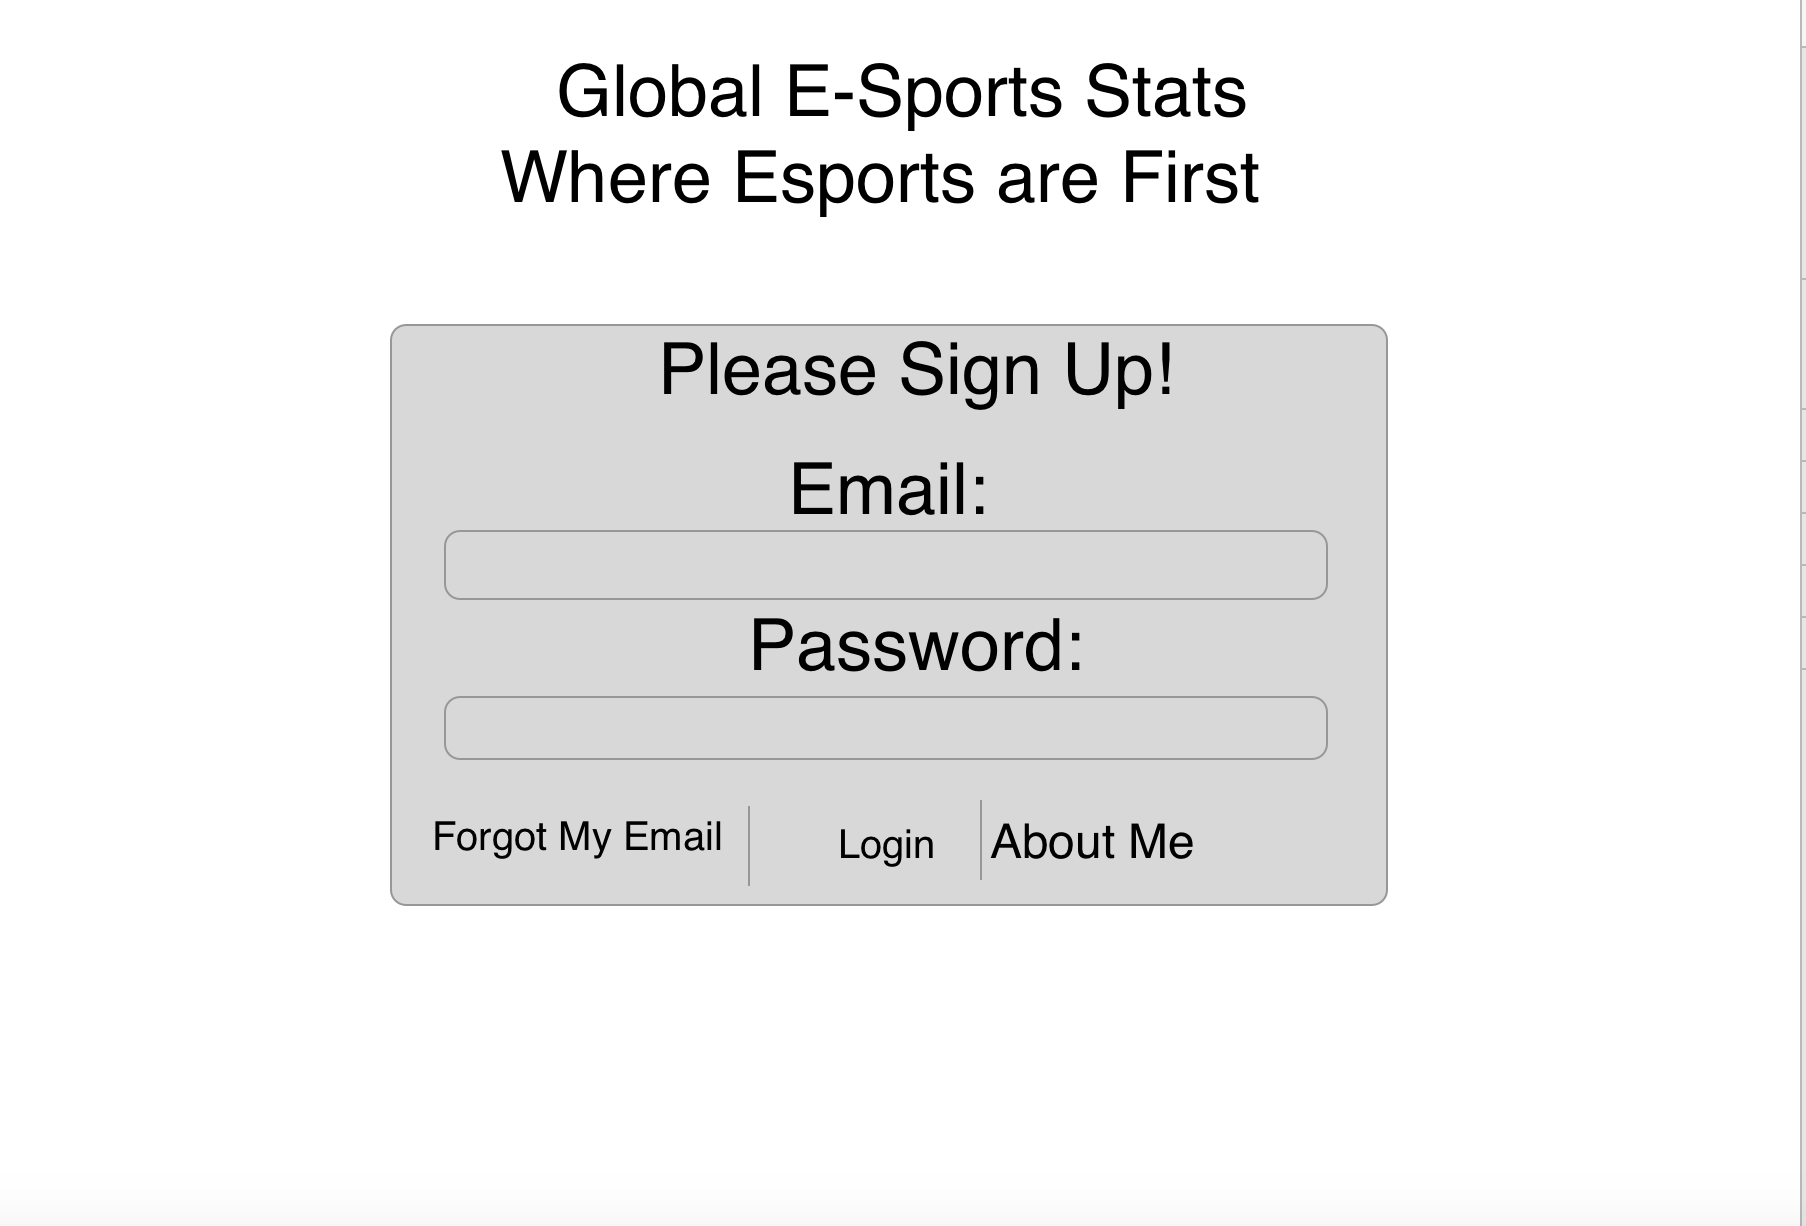 Global E-Sports Stats
Where Esports are First
Please Sign Up!
Email:
Password:
Forgot My Email
Login
About Me